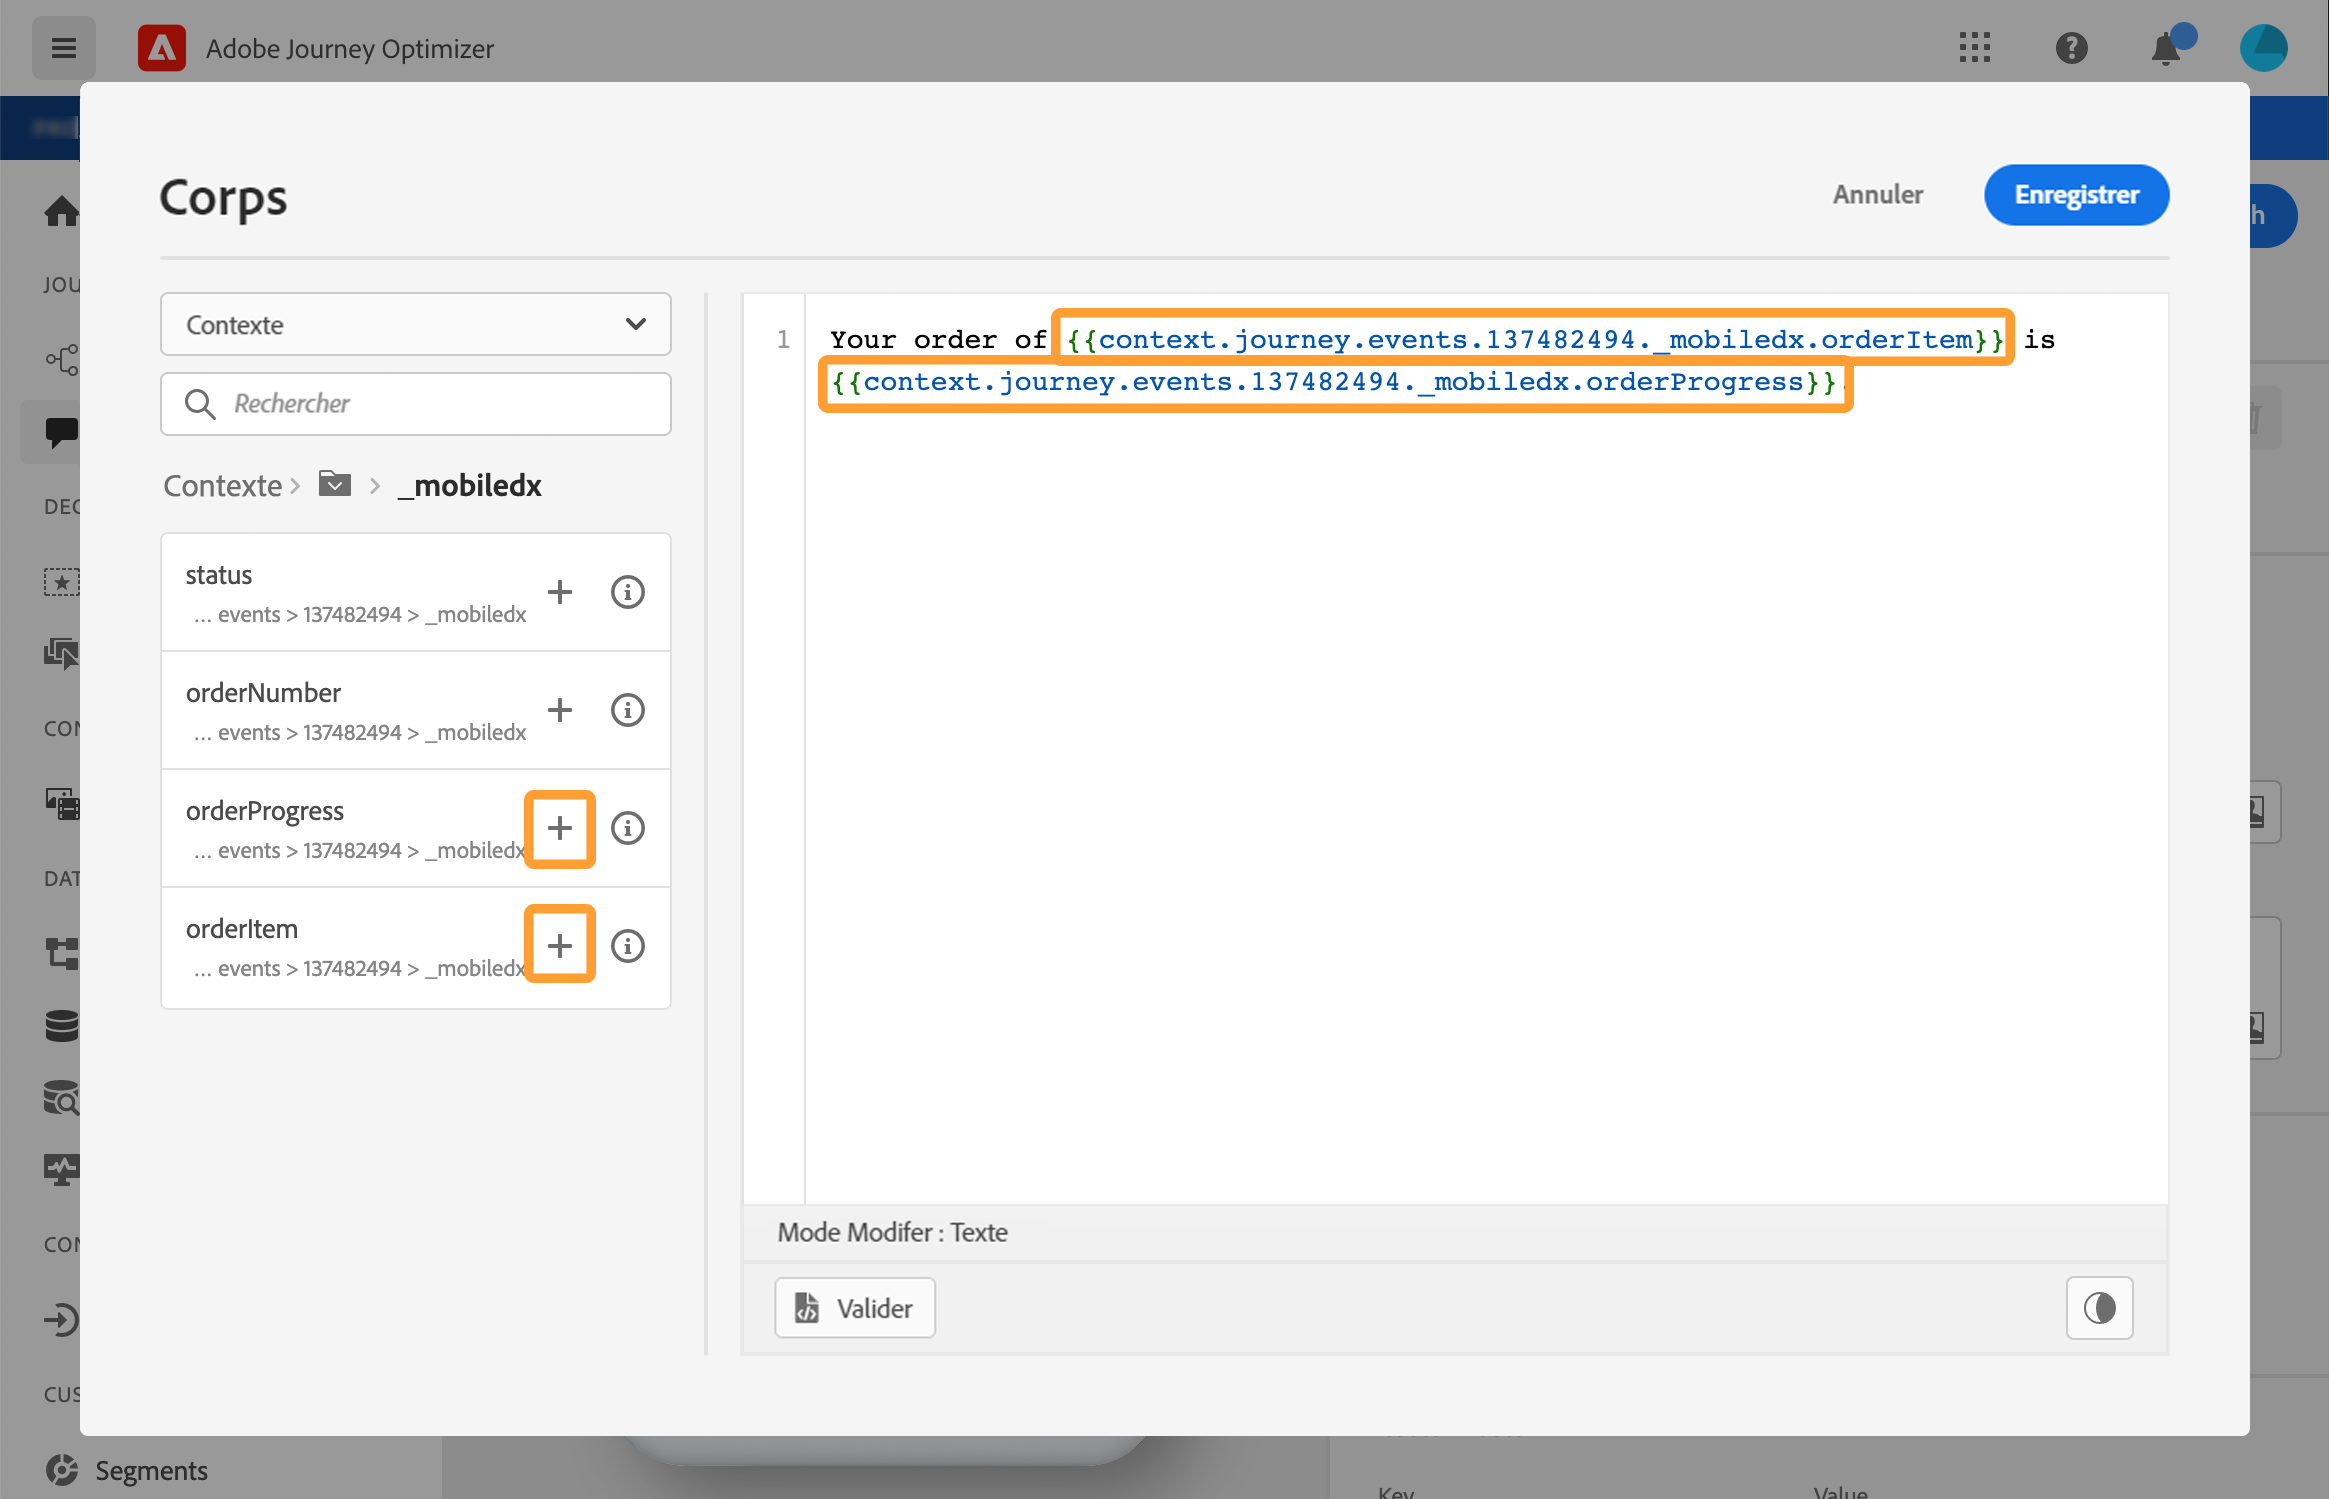 Adobe Journey Optimizer
Corps
Annuler
Enregistrer
h
JOU
DEC
CON
DAT
CON
CUS
Segments
Contexte
Rechercher
Contexte > > _mobiledx
status
... events > 137482494 > _mobiledx
orderNumber
... events > 137482494 > _mobiledx
orderProgress
... events > 137482494 > _mobiledx
orderItem
... events > 137482494 > _mobiledx
1
Your order of {{context.journey.events.137482494._mobiledx.orderItem}} is
{{context.journey.events.137482494._mobiledx.orderProgress}}.
Mode Modifer : Texte
Valider
Key
Value